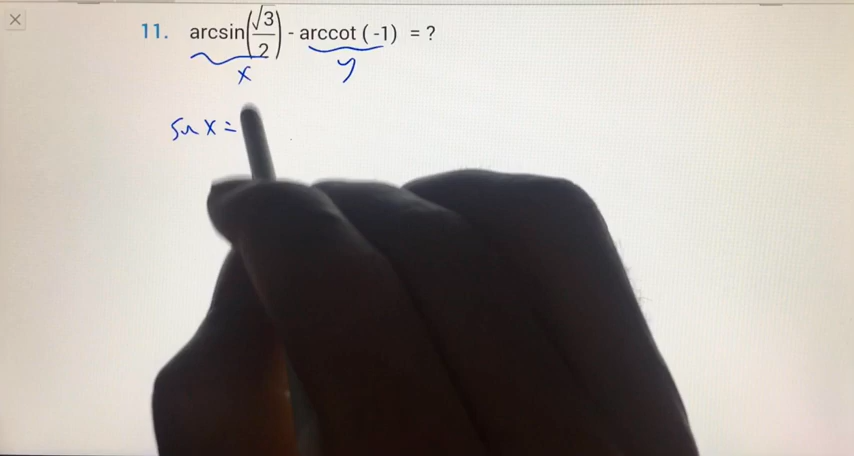 11. arcsin(√3/2) - arccot (-1) = ?
x y
sin x =